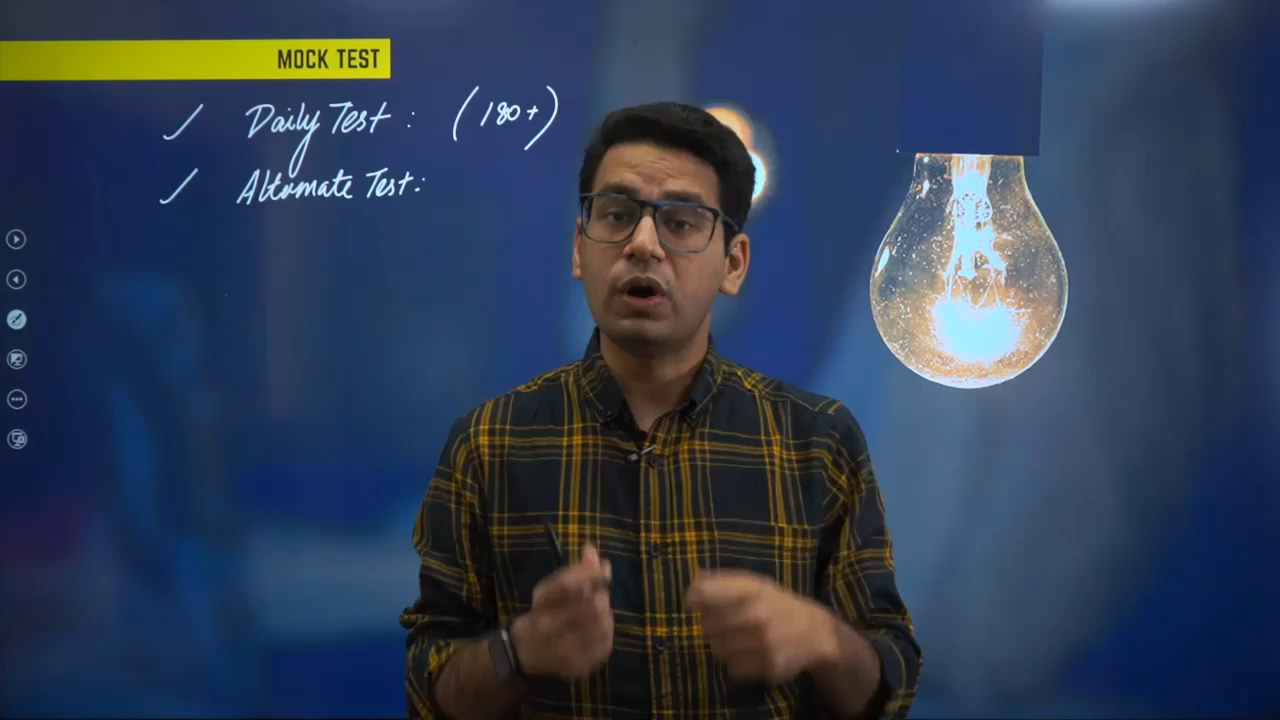 MOCK TEST
✓ Daily Test : (180+)
✓ Alternate Test :